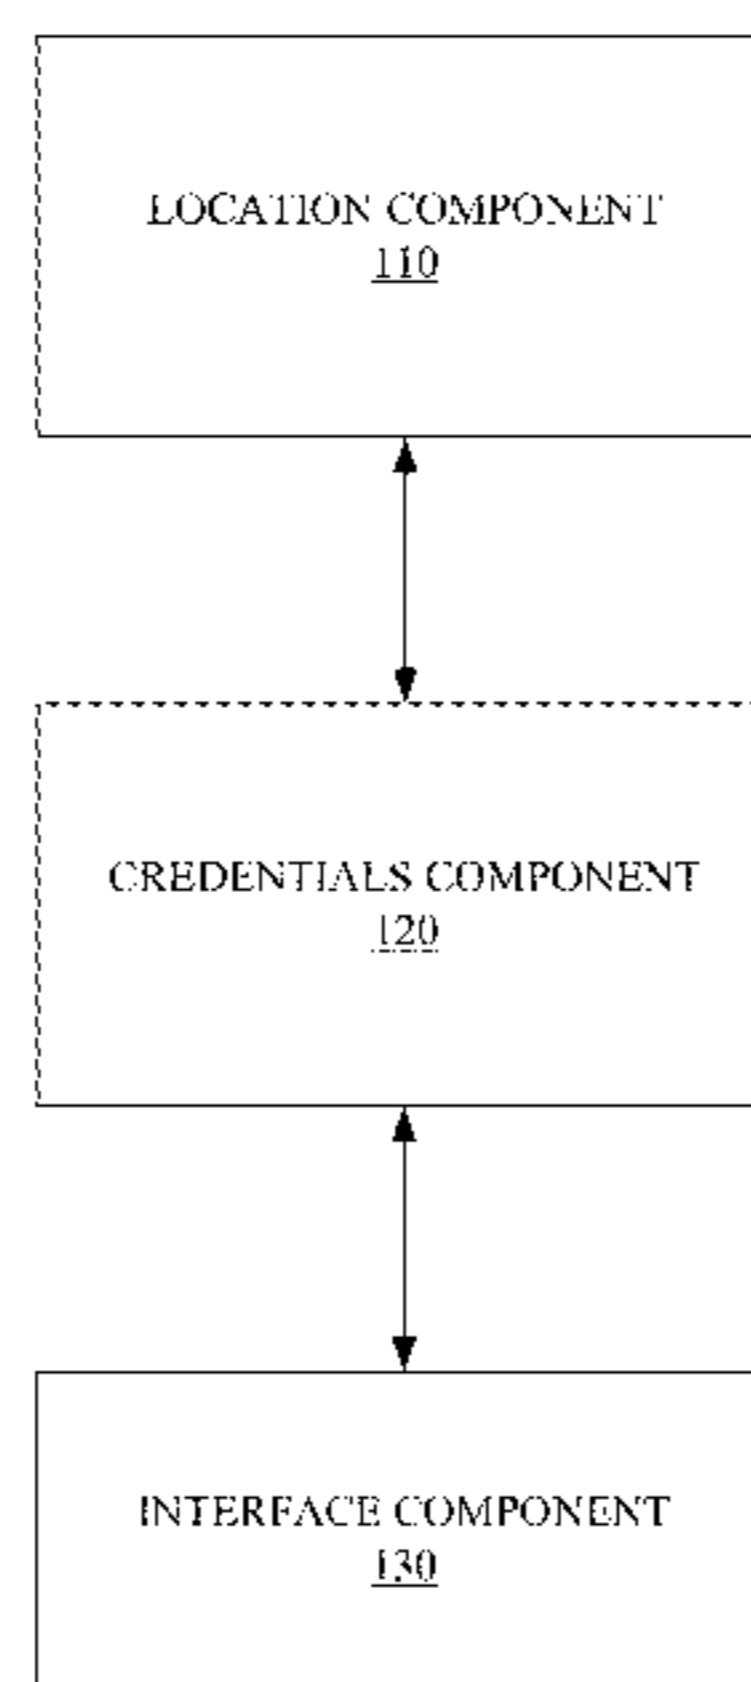 LOCATION COMPONENT
110
CREDENTIALS COMPONENT
120
INTERFACE COMPONENT
130